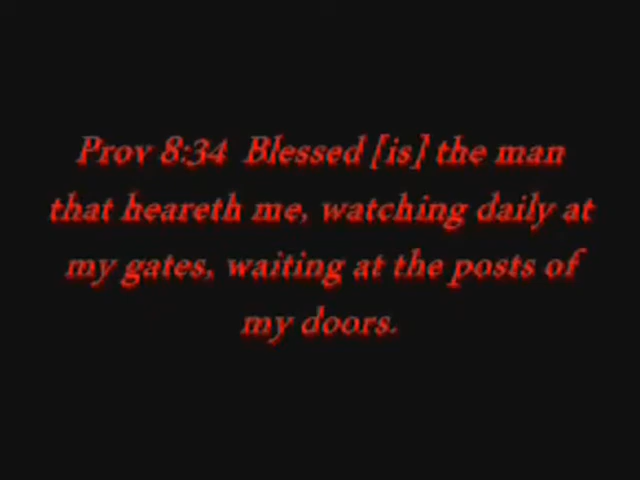 Prov 8:34  Blessed [is] the man
that heareth me, watching daily at
my gates, waiting at the posts of
my doors.